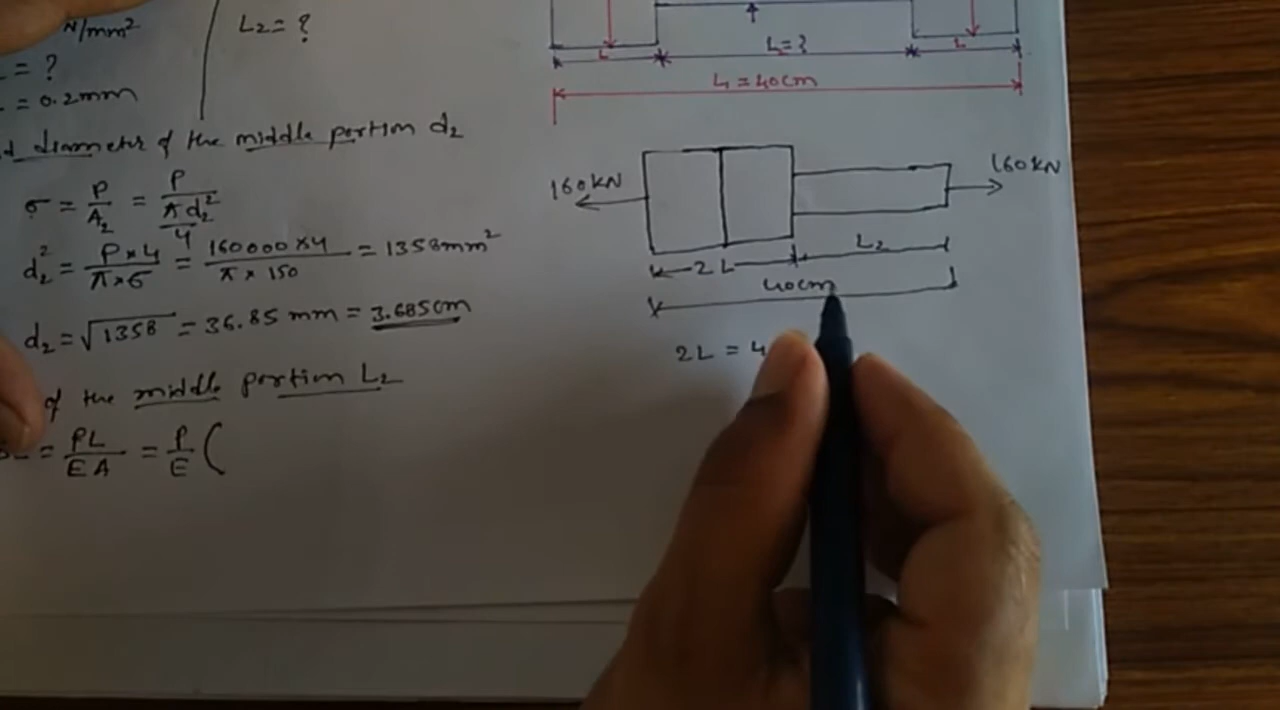 N/mm²
L₂ = ?
= ?
= 0.2mm
diameter of the middle portion d₂
σ = P/A₂ = P/(πd₂²/4)
d₂² = P×4/π×σ = 160000×4/π×150 = 1358mm²
d₂ = √1358 = 36.85 mm = 3.685cm
of the middle portion L₂
= PL/EA = P/E (
L
L₂= ?
L
L = 40cm
160kN
160kN
2L
L₂
40cm
2L = 4